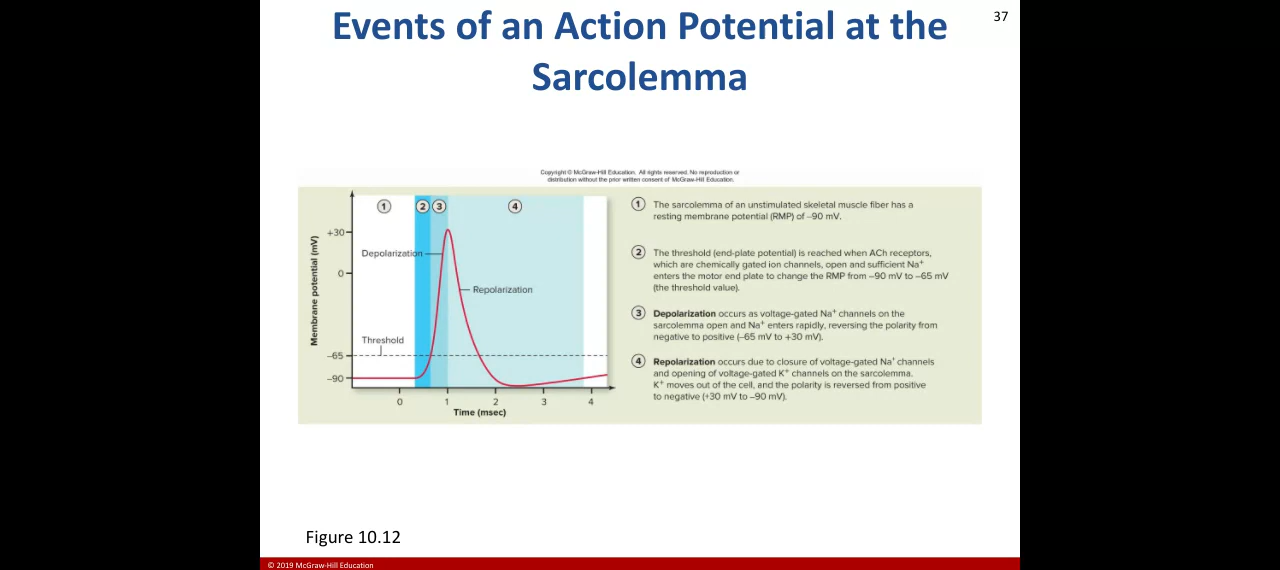 Events of an Action Potential at the
Sarcolemma
37
Copyright © McGraw-Hill Education. All rights reserved. No reproduction or
distribution without the prior written consent of McGraw-Hill Education.
1
2
3
4
Membrane potential (mV)
+30
0
−65
−90
Depolarization
Repolarization
Threshold
0
1
2
3
4
Time (msec)
1 The sarcolemma of an unstimulated skeletal muscle fiber has a
resting membrane potential (RMP) of −90 mV.
2 The threshold (end-plate potential) is reached when ACh receptors,
which are chemically gated ion channels, open and sufficient Na⁺
enters the motor end plate to change the RMP from −90 mV to −65 mV
(the threshold value).
3 Depolarization occurs as voltage-gated Na⁺ channels on the
sarcolemma open and Na⁺ enters rapidly, reversing the polarity from
negative to positive (−65 mV to +30 mV).
4 Repolarization occurs due to closure of voltage-gated Na⁺ channels
and opening of voltage-gated K⁺ channels on the sarcolemma.
K⁺ moves out of the cell, and the polarity is reversed from positive
to negative (+30 mV to −90 mV).
Figure 10.12
© 2019 McGraw-Hill Education